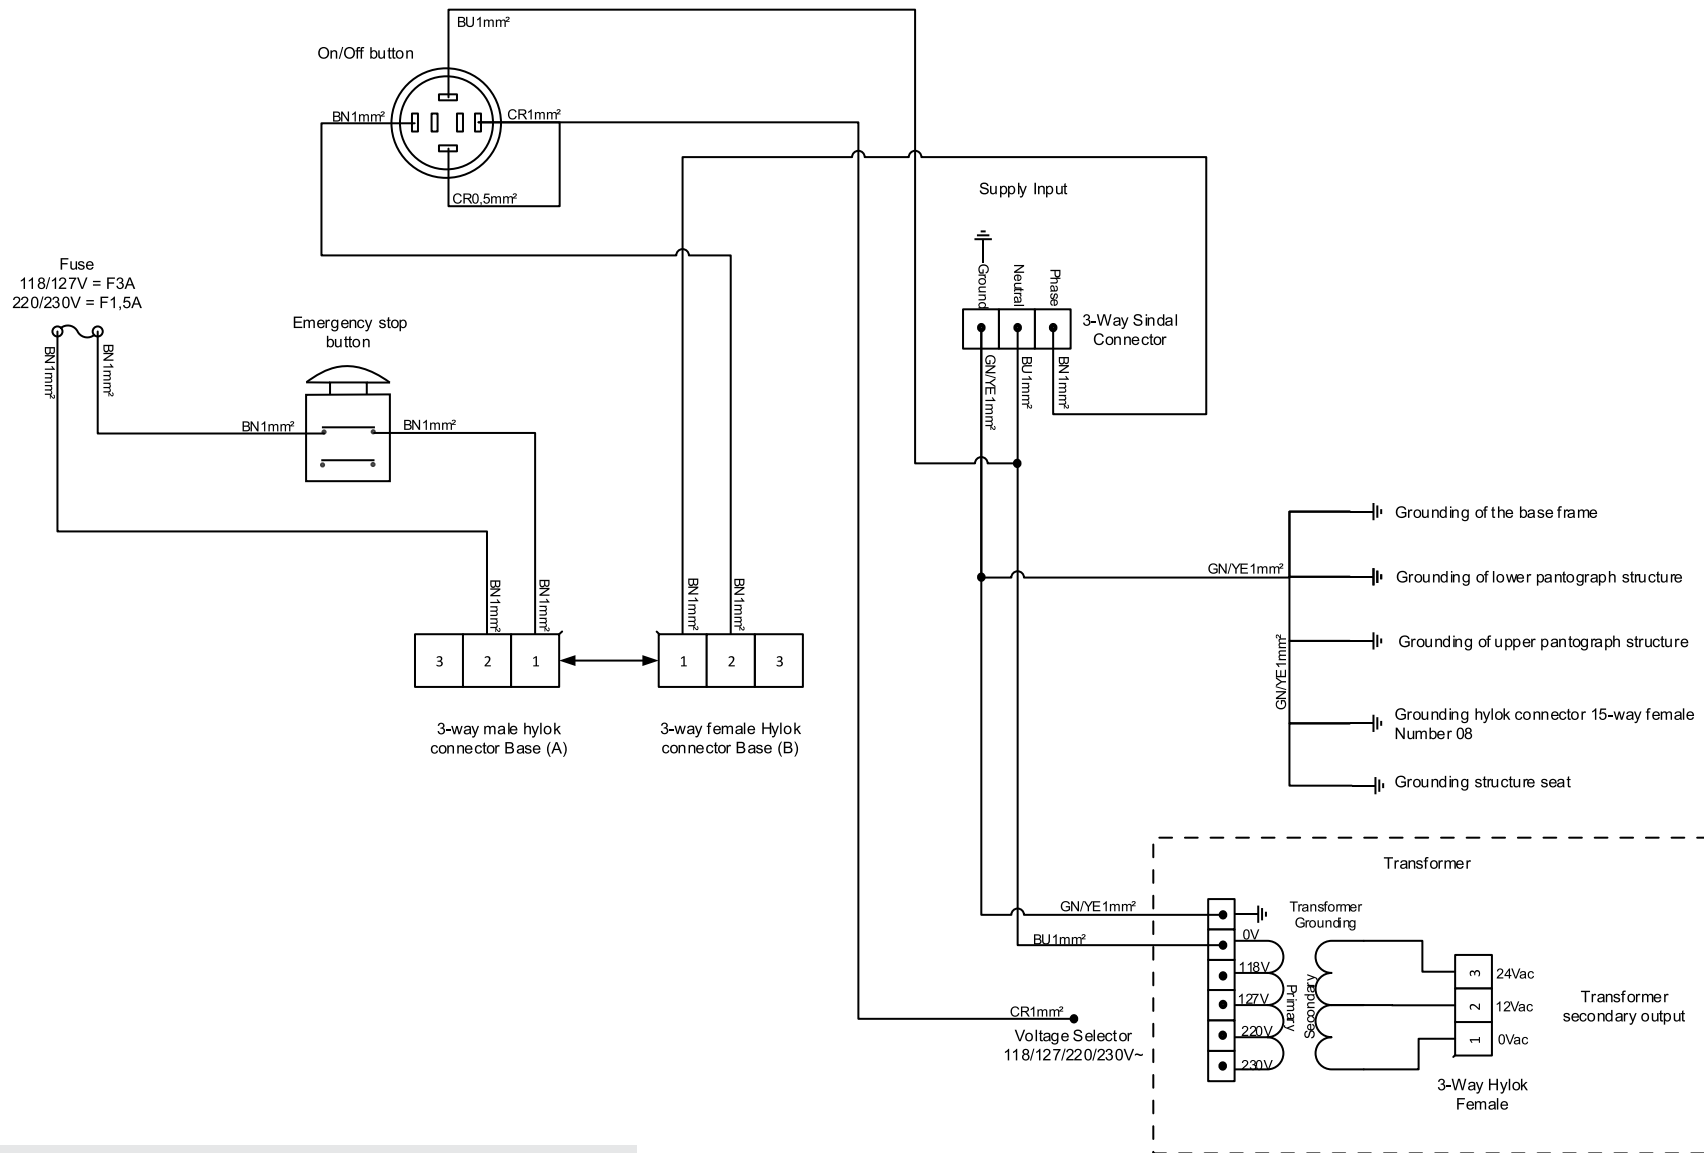 BU1mm²
On/Off button
BN1mm²
CR1mm²
CR0,5mm²
Supply Input
Ground
Neutral
Phase
3-Way Sindal
Connector
GN/YE1mm²
BU1mm²
BN1mm²
Fuse
118/127V = F3A
220/230V = F1,5A
BN1mm²
BN1mm²
Emergency stop
button
BN1mm²
BN1mm²
BN1mm²
BN1mm²
BN1mm²
BN1mm²
3
2
1
1
2
3
3-way male hylok
connector Base (A)
3-way female Hylok
connector Base (B)
GN/YE1mm²
GN/YE1mm²
Grounding of the base frame
Grounding of lower pantograph structure
Grounding of upper pantograph structure
Grounding hylok connector 15-way female
Number 08
Grounding structure seat
Transformer
GN/YE1mm²
BU1mm²
CR1mm²
Voltage Selector
118/127/220/230V~
Transformer
Grounding
0V
118V
127V
220V
230V
Primary
Secondary
3
2
1
24Vac
12Vac
0Vac
Transformer
secondary output
3-Way Hylok
Female